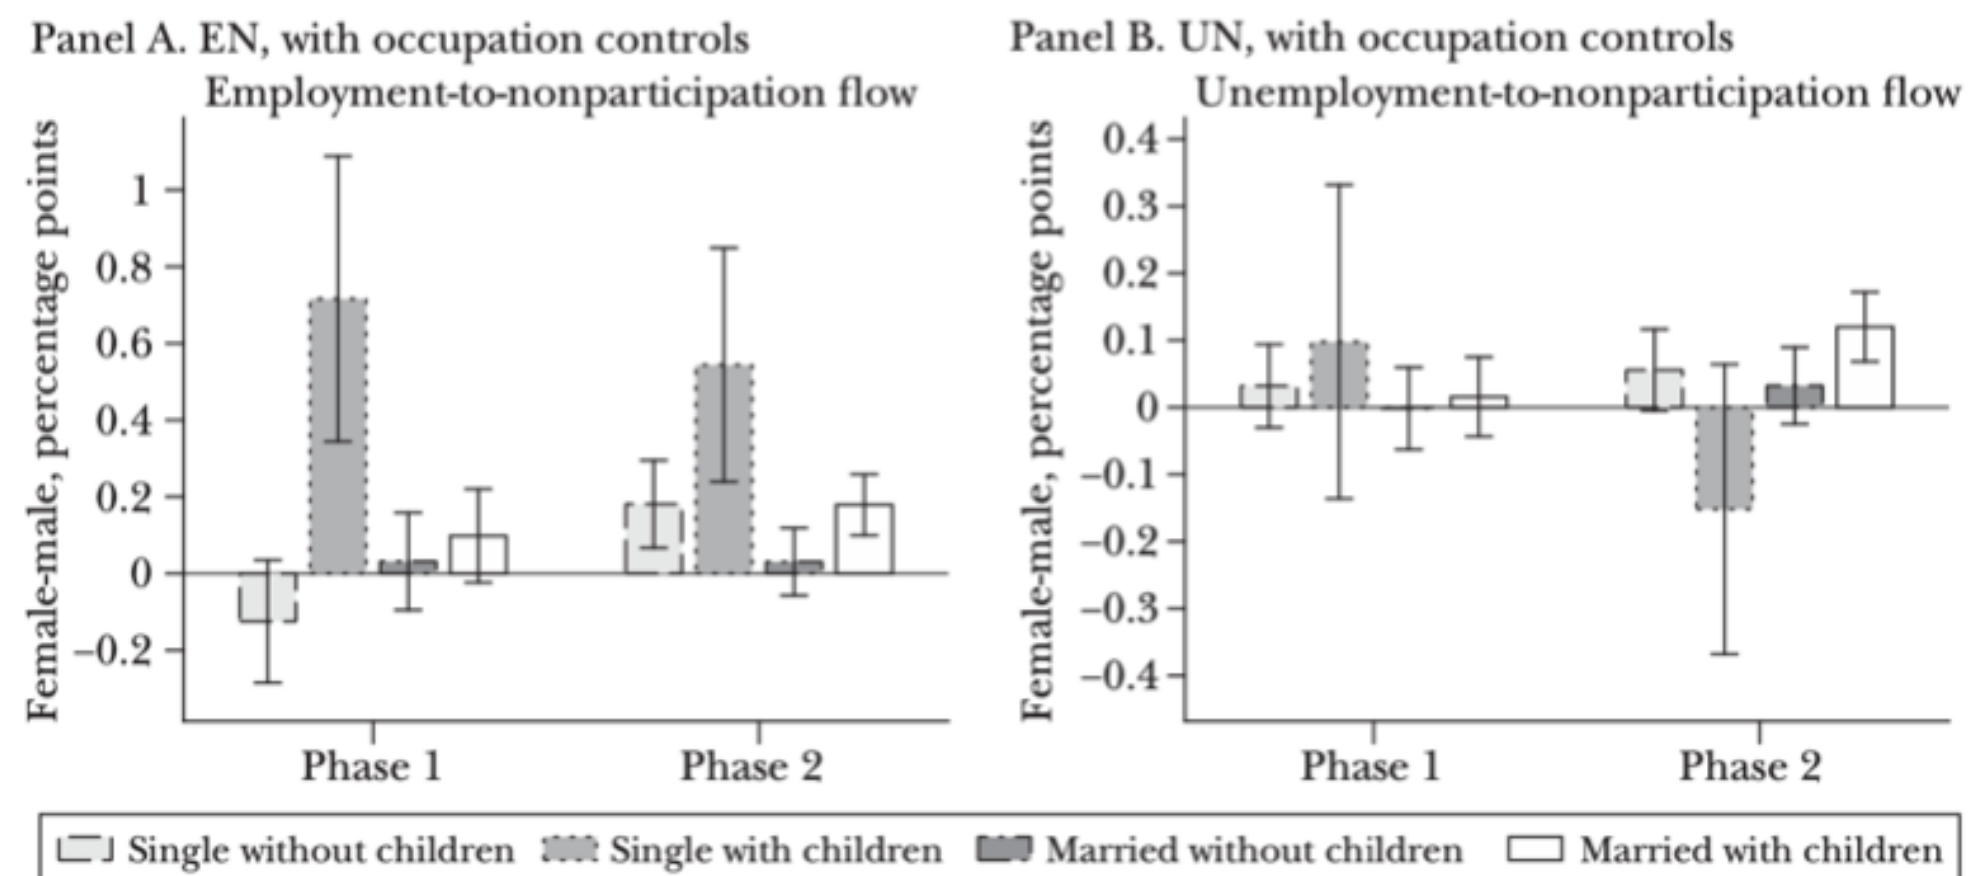 Panel A. EN, with occupation controls
Employment-to-nonparticipation flow
Female-male, percentage points
1
0.8
0.6
0.4
0.2
0
–0.2
Phase 1
Phase 2
Panel B. UN, with occupation controls
Unemployment-to-nonparticipation flow
Female-male, percentage points
0.4
0.3
0.2
0.1
0
–0.1
–0.2
–0.3
–0.4
Phase 1
Phase 2
Single without children
Single with children
Married without children
Married with children